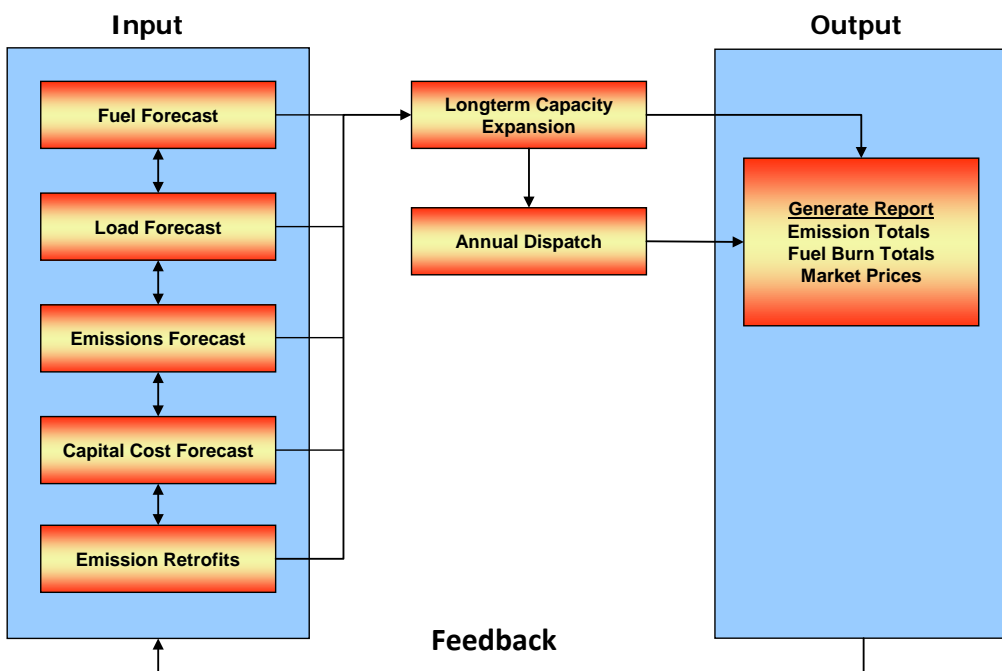 Input
Output
Fuel Forecast
Load Forecast
Emissions Forecast
Capital Cost Forecast
Emission Retrofits
Longterm Capacity
Expansion
Annual Dispatch
Generate Report
Emission Totals
Fuel Burn Totals
Market Prices
Feedback